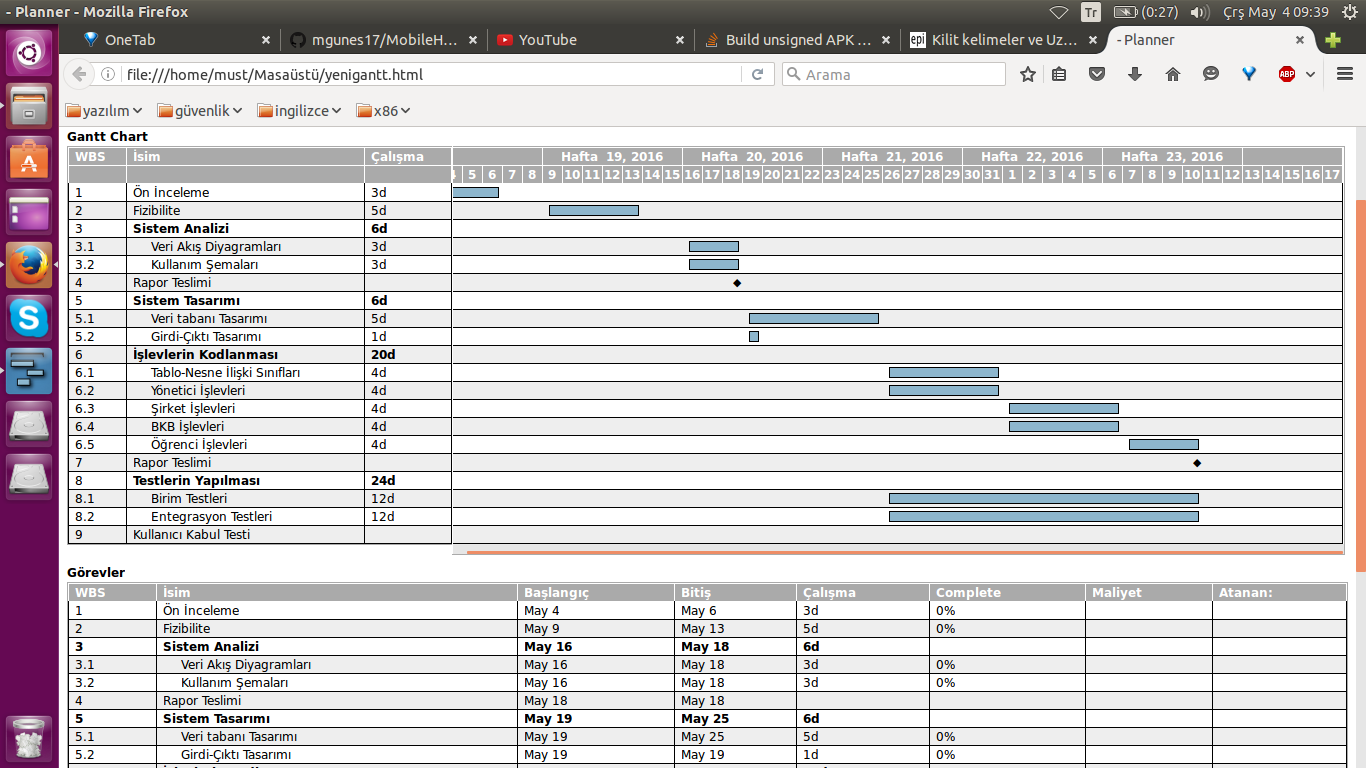 - Planner - Mozilla Firefox Tr (0:27) Çrş May 4 09:39
OneTab mgunes17/MobileH... YouTube Build unsigned APK ... epi Kilit kelimeler ve Uz... - Planner
file:///home/must/Masaüstü/yenigantt.html Arama ABP
yazılım güvenlik ingilizce x86
Gantt Chart
WBS İsim Çalışma Hafta 19, 2016 Hafta 20, 2016 Hafta 21, 2016 Hafta 22, 2016 Hafta 23, 2016
4 5 6 7 8 9 10 11 12 13 14 15 16 17 18 19 20 21 22 23 24 25 26 27 28 29 30 31 1 2 3 4 5 6 7 8 9 10 11 12 13 14 15 16 17
1 Ön İnceleme 3d
2 Fizibilite 5d
3 Sistem Analizi 6d
3.1 Veri Akış Diyagramları 3d
3.2 Kullanım Şemaları 3d
4 Rapor Teslimi
5 Sistem Tasarımı 6d
5.1 Veri tabanı Tasarımı 5d
5.2 Girdi-Çıktı Tasarımı 1d
6 İşlevlerin Kodlanması 20d
6.1 Tablo-Nesne İlişki Sınıfları 4d
6.2 Yönetici İşlevleri 4d
6.3 Şirket İşlevleri 4d
6.4 BKB İşlevleri 4d
6.5 Öğrenci İşlevleri 4d
7 Rapor Teslimi
8 Testlerin Yapılması 24d
8.1 Birim Testleri 12d
8.2 Entegrasyon Testleri 12d
9 Kullanıcı Kabul Testi
Görevler
WBS İsim Başlangıç Bitiş Çalışma Complete Maliyet Atanan:
1 Ön İnceleme May 4 May 6 3d 0%
2 Fizibilite May 9 May 13 5d 0%
3 Sistem Analizi May 16 May 18 6d
3.1 Veri Akış Diyagramları May 16 May 18 3d 0%
3.2 Kullanım Şemaları May 16 May 18 3d 0%
4 Rapor Teslimi May 18 May 18
5 Sistem Tasarımı May 19 May 25 6d
5.1 Veri tabanı Tasarımı May 19 May 25 5d 0%
5.2 Girdi-Çıktı Tasarımı May 19 May 19 1d 0%